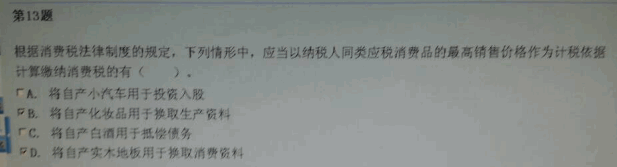 第13题
根据消费税法律制度的规定，下列情形中，应当以纳税人同类应税消费品的最高销售价格作为计税依据
计算缴纳消费税的有（　　）。
A. 将自产小汽车用于投资入股
B. 将自产化妆品用于换取生产资料
C. 将自产白酒用于抵偿债务
D. 将自产实木地板用于换取消费资料